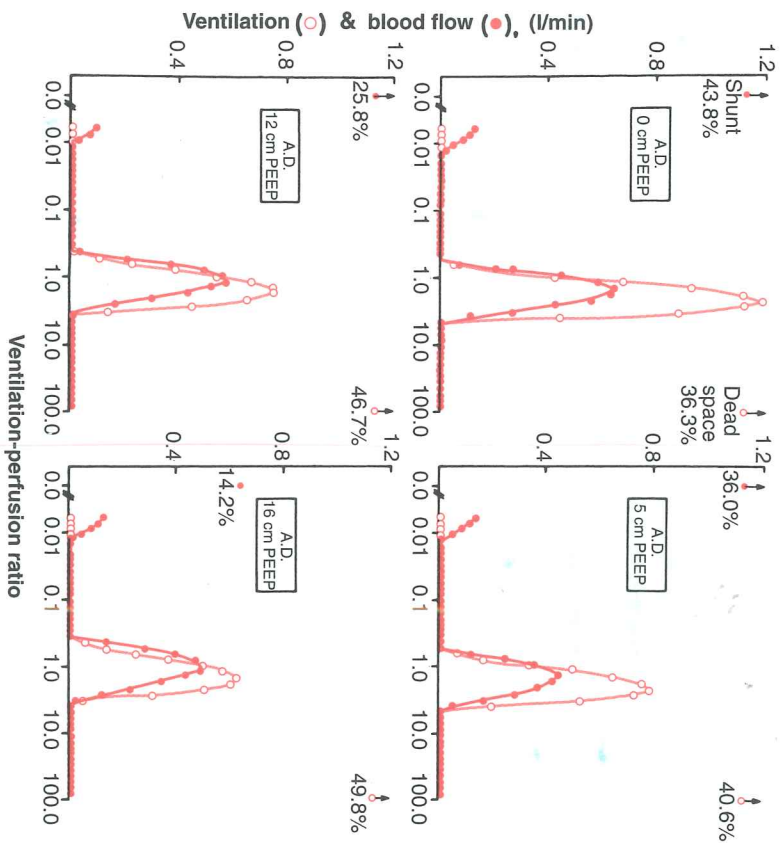 Ventilation (○) & blood flow (●), (l/min)
1.2
0.8
0.4
Shunt
43.8%
A.D.
0 cm PEEP
Dead
space
36.3%
0.0 0.01 0.1 1.0 10.0 100.0
1.2
0.8
0.4
36.0%
A.D.
5 cm PEEP
40.6%
0.0 0.01 0.1 1.0 10.0 100.0
1.2
0.8
0.4
25.8%
A.D.
12 cm PEEP
46.7%
0.0 0.01 0.1 1.0 10.0 100.0
1.2
0.8
0.4
14.2%
A.D.
16 cm PEEP
49.8%
0.0 0.01 0.1 1.0 10.0 100.0
Ventilation-perfusion ratio